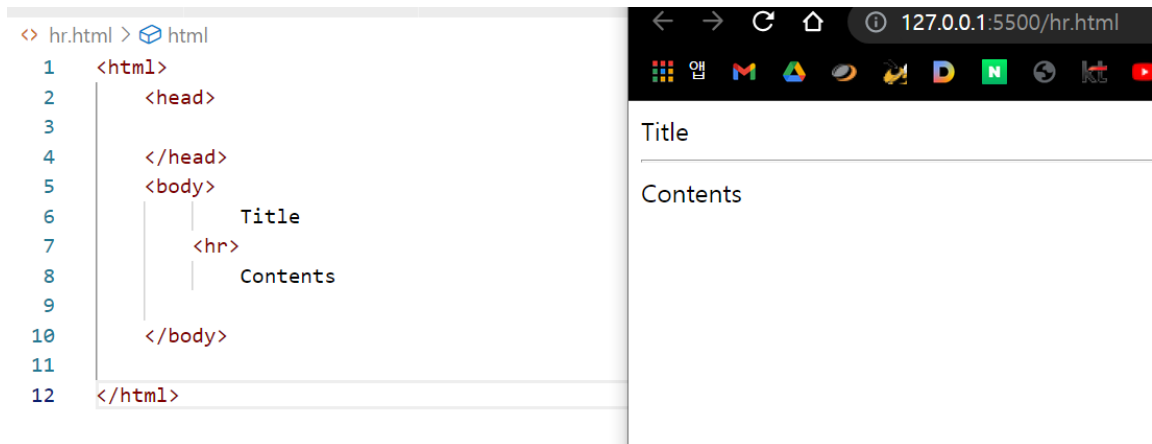 hr.html > html
1 <html>
2 <head>
3
4 </head>
5 <body>
6 Title
7 <hr>
8 Contents
9
10 </body>
11
12 </html>
127.0.0.1:5500/hr.html
앱 M D N kt
Title
Contents